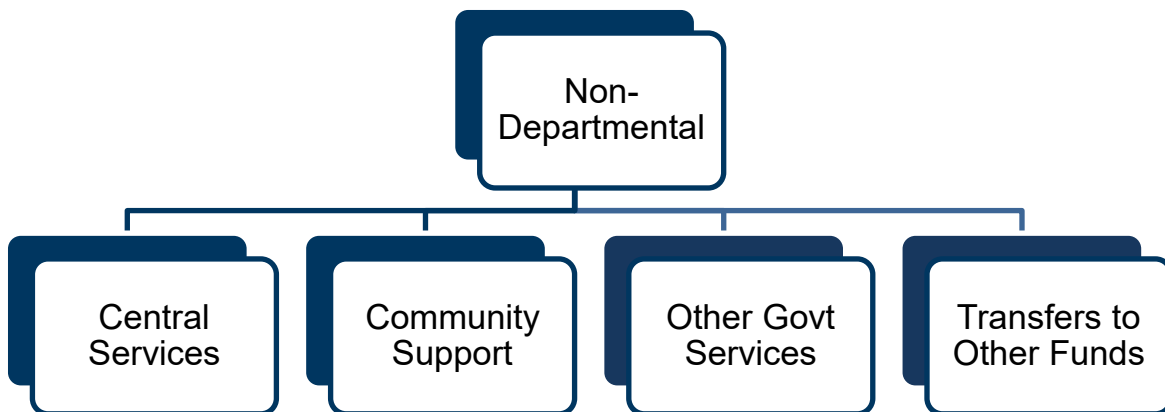 Non-
Departmental
Central
Services
Community
Support
Other Govt
Services
Transfers to
Other Funds